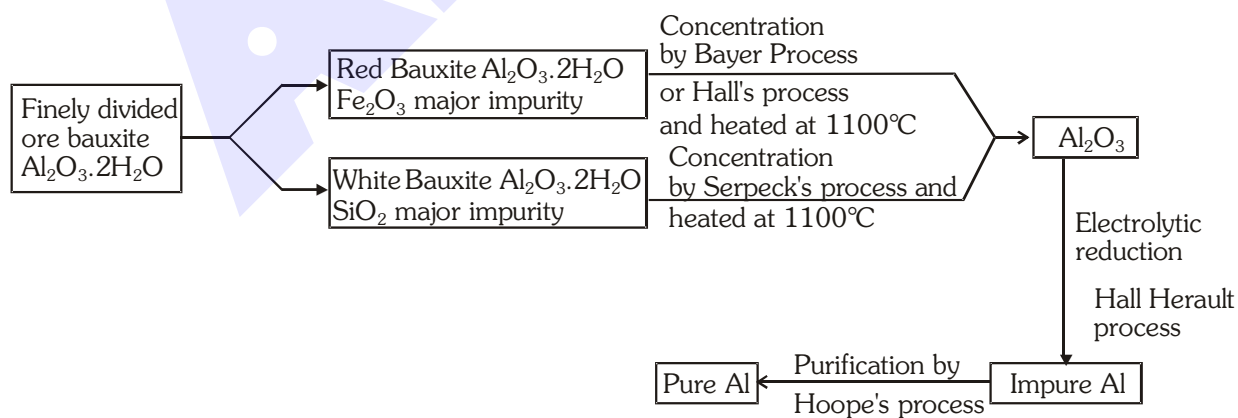 Finely divided
ore bauxite
Al₂O₃.2H₂O
Red Bauxite Al₂O₃.2H₂O
Fe₂O₃ major impurity
White Bauxite Al₂O₃.2H₂O
SiO₂ major impurity
Concentration
by Bayer Process
or Hall's process
and heated at 1100°C
Concentration
by Serpeck's process and
heated at 1100°C
Al₂O₃
Electrolytic
reduction
Hall Herault
process
Impure Al
Purification by
Hoope's process
Pure Al